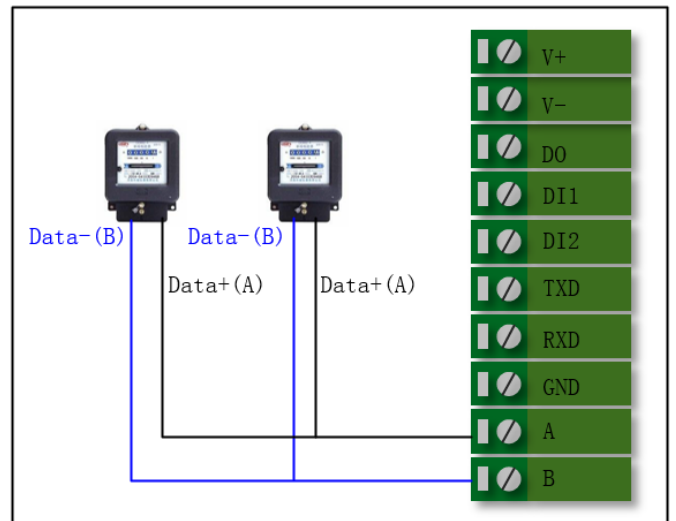 V+
V-
DO
DI1
DI2
TXD
RXD
GND
A
B
Data-(B)
Data-(B)
Data+(A)
Data+(A)